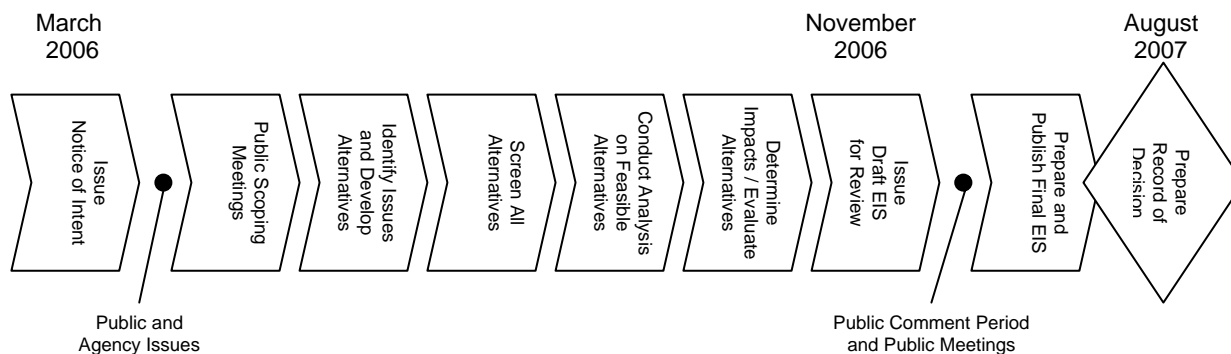 March
2006
November
2006
August
2007
Issue
Notice of Intent
Public Scoping
Meetings
Identify Issues
and Develop
Alternatives
Screen All
Alternatives
Conduct Analysis
on Feasible
Alternatives
Determine
Impacts / Evaluate
Alternatives
Issue
Draft EIS
for Review
Prepare and
Publish Final EIS
Prepare
Record of
Decision
Public and
Agency Issues
Public Comment Period
and Public Meetings